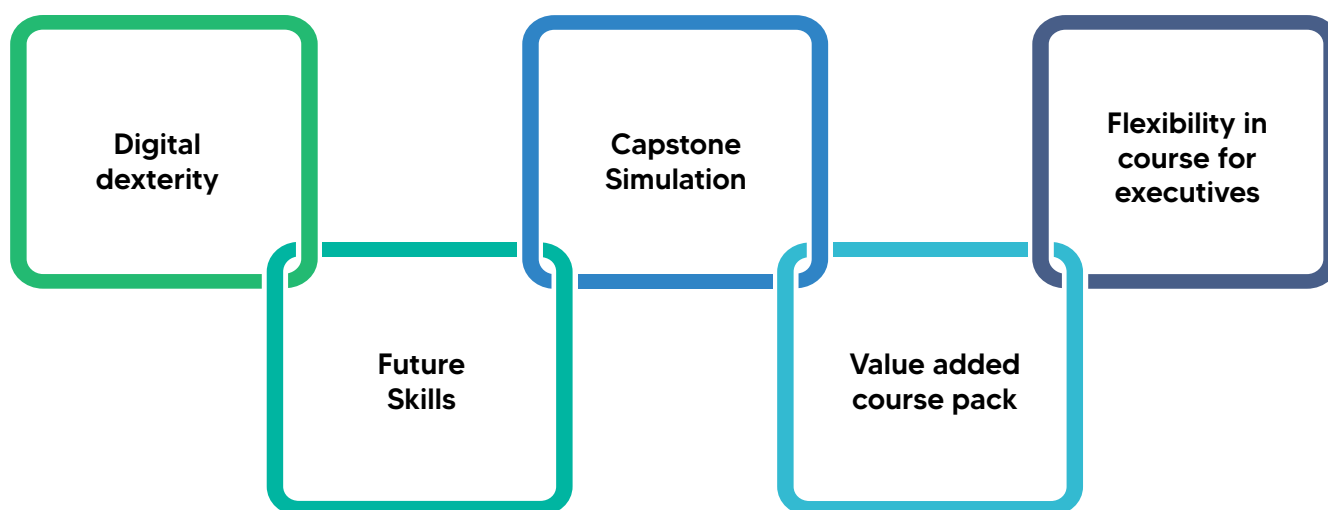 Digital
dexterity
Future
Skills
Capstone
Simulation
Value added
course pack
Flexibility in
course for
executives